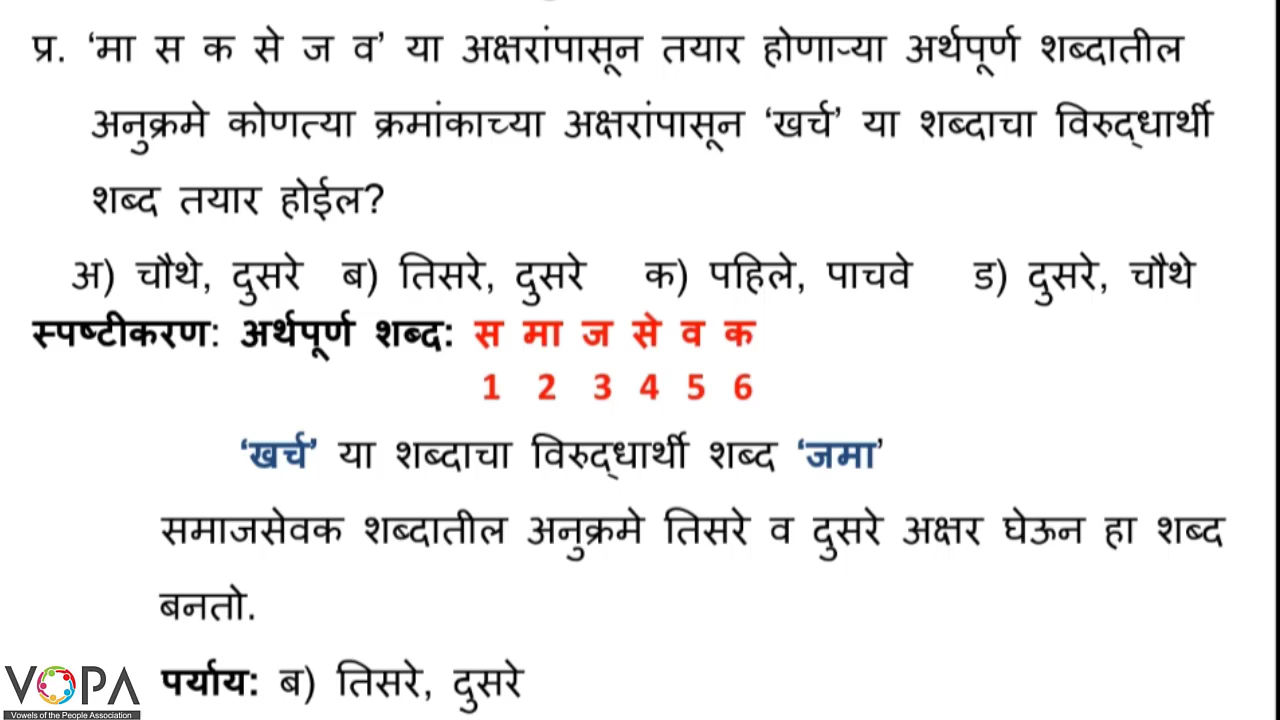 प्र. ‘मा स क से ज व’ या अक्षरांपासून तयार होणाऱ्या अर्थपूर्ण शब्दातील
अनुक्रमे कोणत्या क्रमांकाच्या अक्षरांपासून ‘खर्च’ या शब्दाचा विरुद्धार्थी
शब्द तयार होईल?
अ) चौथे, दुसरे ब) तिसरे, दुसरे क) पहिले, पाचवे ड) दुसरे, चौथे
स्पष्टीकरण: अर्थपूर्ण शब्द: स मा ज से व क
1 2 3 4 5 6
‘खर्च’ या शब्दाचा विरुद्धार्थी शब्द ‘जमा’
समाजसेवक शब्दातील अनुक्रमे तिसरे व दुसरे अक्षर घेऊन हा शब्द
बनतो.
पर्याय: ब) तिसरे, दुसरे
VOPA
Vowels of the People Association